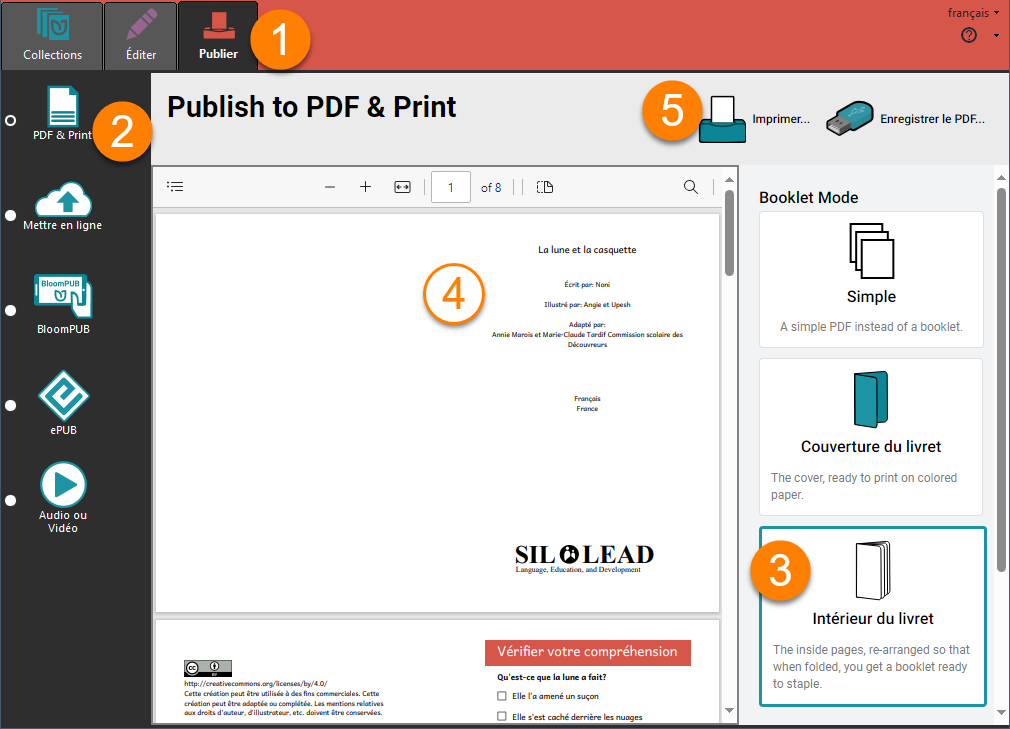 Collections
Éditer
Publier
1
français
PDF & Print
2
Mettre en ligne
BloomPUB
BloomPUB
ePUB
Audio ou
Vidéo
Publish to PDF & Print
5
Imprimer...
Enregistrer le PDF...
1 of 8
4
La lune et la casquette
Écrit par: Noni
Illustré par: Angie et Upesh
Adapté par:
Annie Marois et Marie-Claude Tardif Commission scolaire des
Découvreurs
Français
France
SIL LEAD
Language, Education, and Development
CC BY
http://creativecommons.org/licenses/by/4.0/
Cette création peut être utilisée à des fins commerciales. Cette
création peut être adaptée ou complétée. Les mentions relatives
aux droits d'auteur, d'illustrateur, etc. doivent être conservées.
Vérifier votre compréhension
Qu'est-ce que la lune a fait?
Elle l'a amené un suçon
Elle s'est caché derrière les nuages
Booklet Mode
Simple
A simple PDF instead of a booklet.
Couverture du livret
The cover, ready to print on colored
paper.
3
Intérieur du livret
The inside pages, re-arranged so that
when folded, you get a booklet ready
to staple.